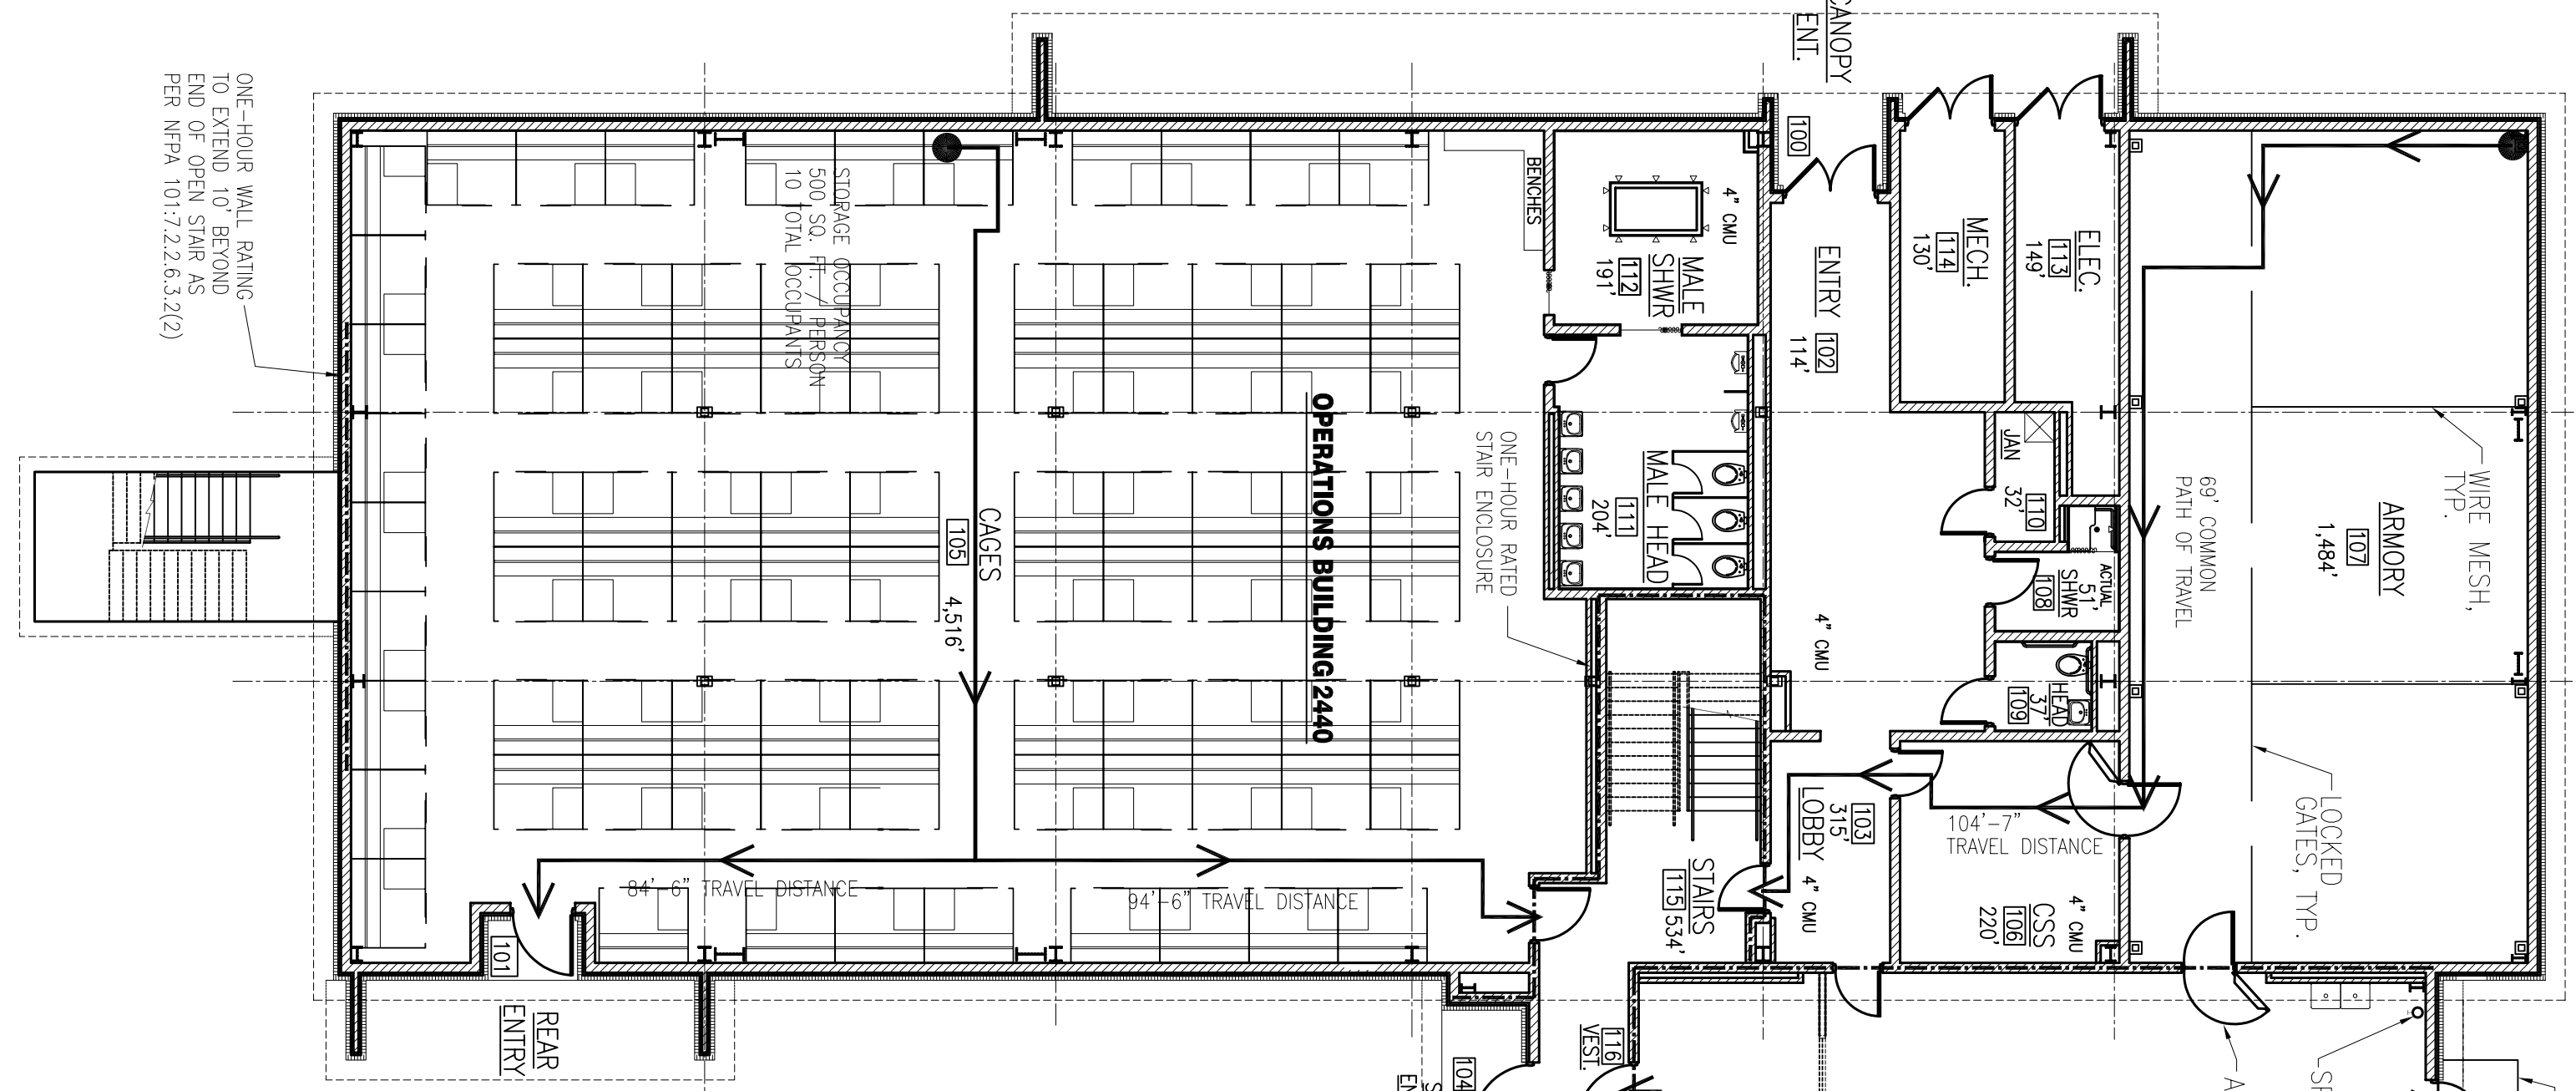 CANOPY
ENT.
100
ONE-HOUR WALL RATING
TO EXTEND 10' BEYOND
END OF OPEN STAIR AS
PER NFPA 101:7.2.2.6.3.2(2)
STORAGE OCCUPANCY
500 SQ. FT. / PERSON
10 TOTAL OCCUPANTS
BENCHES
4" CMU
MALE
SHWR
112
191'
ENTRY
102
114'
MECH.
114
130'
ELEC.
113
149'
WIRE MESH,
TYP.
ARMORY
107
1,484'
69' COMMON
PATH OF TRAVEL
JAN
110
32'
ACTUAL
51'
SHWR
108
HEAD
37'
109
4" CMU
MALE HEAD
111
204'
ONE-HOUR RATED
STAIR ENCLOSURE
OPERATIONS BUILDING 2440
CAGES
105
4,516'
84'-6" TRAVEL DISTANCE
94'-6" TRAVEL DISTANCE
STAIRS
115
534'
LOBBY
103
315'
4" CMU
104'-7"
TRAVEL DISTANCE
4" CMU
CSS
106
220'
LOCKED
GATES, TYP.
101
REAR
ENTRY
116
VEST.
104